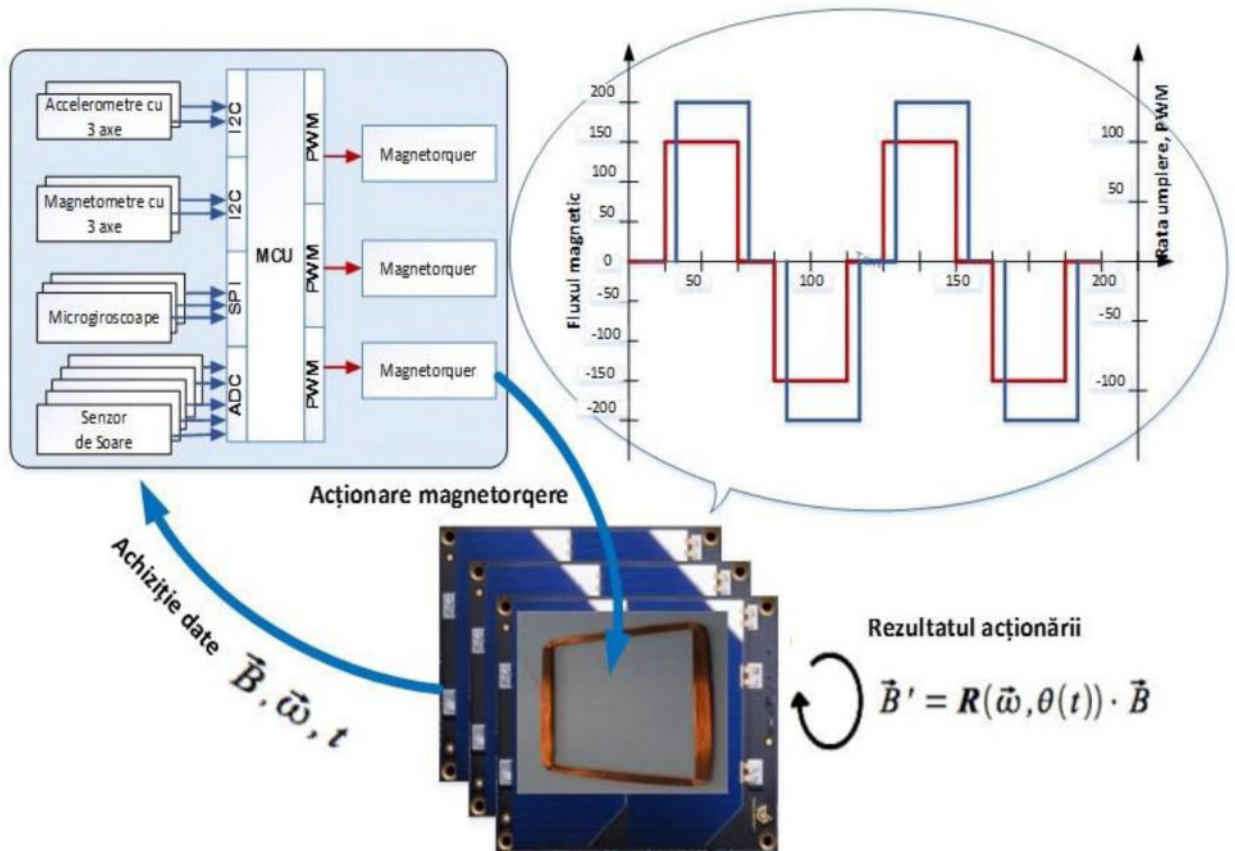 Accelerometre cu
3 axe
Magnetometre cu
3 axe
Microgiroscoape
Senzor
de Soare
I2C
I2C
SPI
ADC
MCU
PWM
PWM
PWM
Magnetorquer
Magnetorquer
Magnetorquer
Fluxul magnetic
200
150
100
50
0
-50
-100
-150
-200
50
100
150
200
100
50
-50
-100
Rata umplere, PWM
Acționare magnetorqere
Achiziție date
B⃗, ω⃗, t
Rezultatul acționării
B⃗' = R(ω⃗, θ(t)) · B⃗